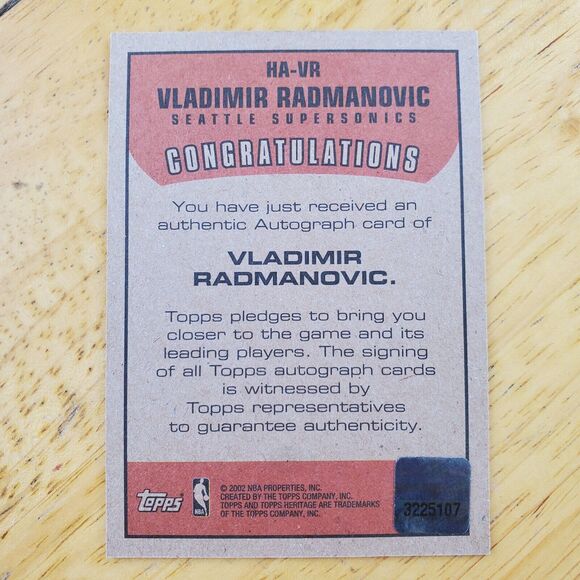 HA-VR
VLADIMIR RADMANOVIC
SEATTLE SUPERSONICS
CONGRATULATIONS
You have just received an
authentic Autograph card of
VLADIMIR
RADMANOVIC.
Topps pledges to bring you
closer to the game and its
leading players. The signing
of all Topps autograph cards
is witnessed by
Topps representatives
to guarantee authenticity.
topps
NBA
© 2002 NBA PROPERTIES, INC.
CREATED BY THE TOPPS COMPANY, INC.
TOPPS AND TOPPS HERITAGE ARE TRADEMARKS
OF THE TOPPS COMPANY, INC.
3225107